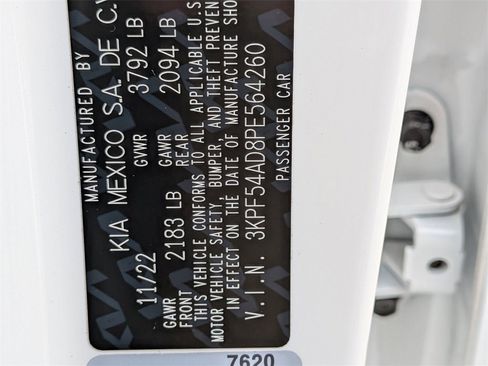 MANUFACTURED BY
KIA MEXICO S.A. DE C.V
11/22 GVWR 3792 LB
GAWR FRONT 2183 LB GAWR REAR 2094 LB
THIS VEHICLE CONFORMS TO ALL APPLICABLE U.S
MOTOR VEHICLE SAFETY, BUMPER, AND THEFT PREVEN
IN EFFECT ON THE DATE OF MANUFACTURE SHOW
V.I.N. 3KPF54AD8PE564260
PASSENGER CAR
7620